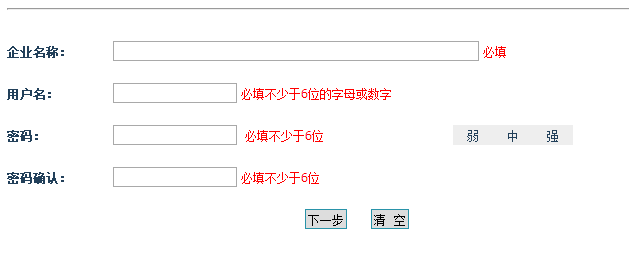 企业名称： 必填
用户名： 必填不少于6位的字母或数字
密码： 必填不少于6位 弱 中 强
密码确认： 必填不少于6位
下一步 清 空